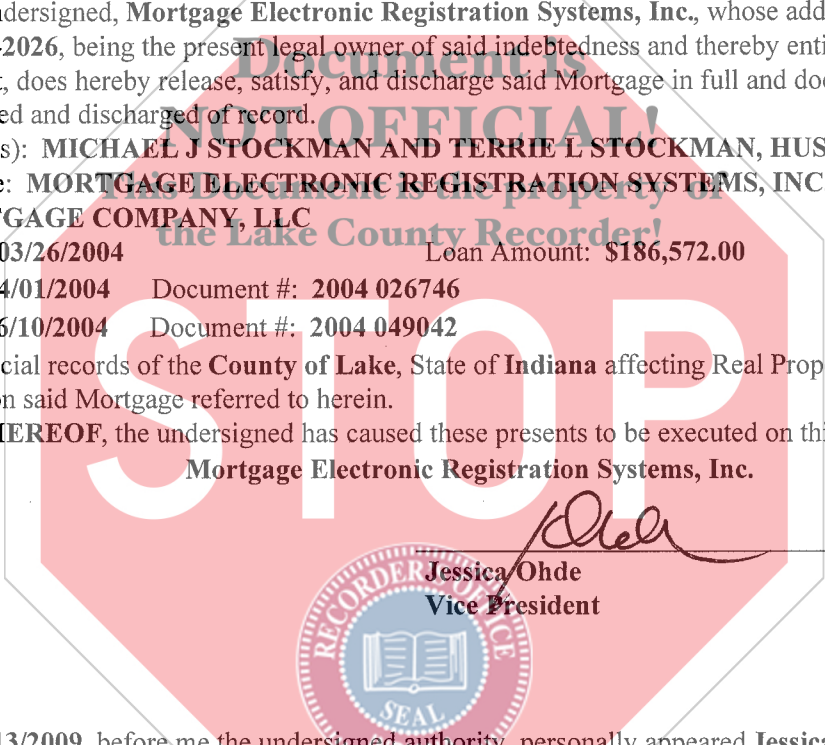 ndersigned, Mortgage Electronic Registration Systems, Inc., whose add
-2026, being the present legal owner of said indebtedness and thereby enti
t, does hereby release, satisfy, and discharge said Mortgage in full and doe
ed and discharged of record.
Document is
NOT OFFICIAL!
This Document is the property of
the Lake County Recorder!
s): MICHAEL J STOCKMAN AND TERRIE L STOCKMAN, HUS
e: MORTGAGE ELECTRONIC REGISTRATION SYSTEMS, INC
TGAGE COMPANY, LLC
03/26/2004 Loan Amount: $186,572.00
4/01/2004 Document #: 2004 026746
6/10/2004 Document #: 2004 049042
cial records of the County of Lake, State of Indiana affecting Real Prop
n said Mortgage referred to herein.
HEREOF, the undersigned has caused these presents to be executed on thi
STOP
Mortgage Electronic Registration Systems, Inc.
JOhde
Jessica Ohde
Vice President
RECORDER'S OFFICE
SEAL
13/2009, before me the undersigned authority, personally appeared Jessica